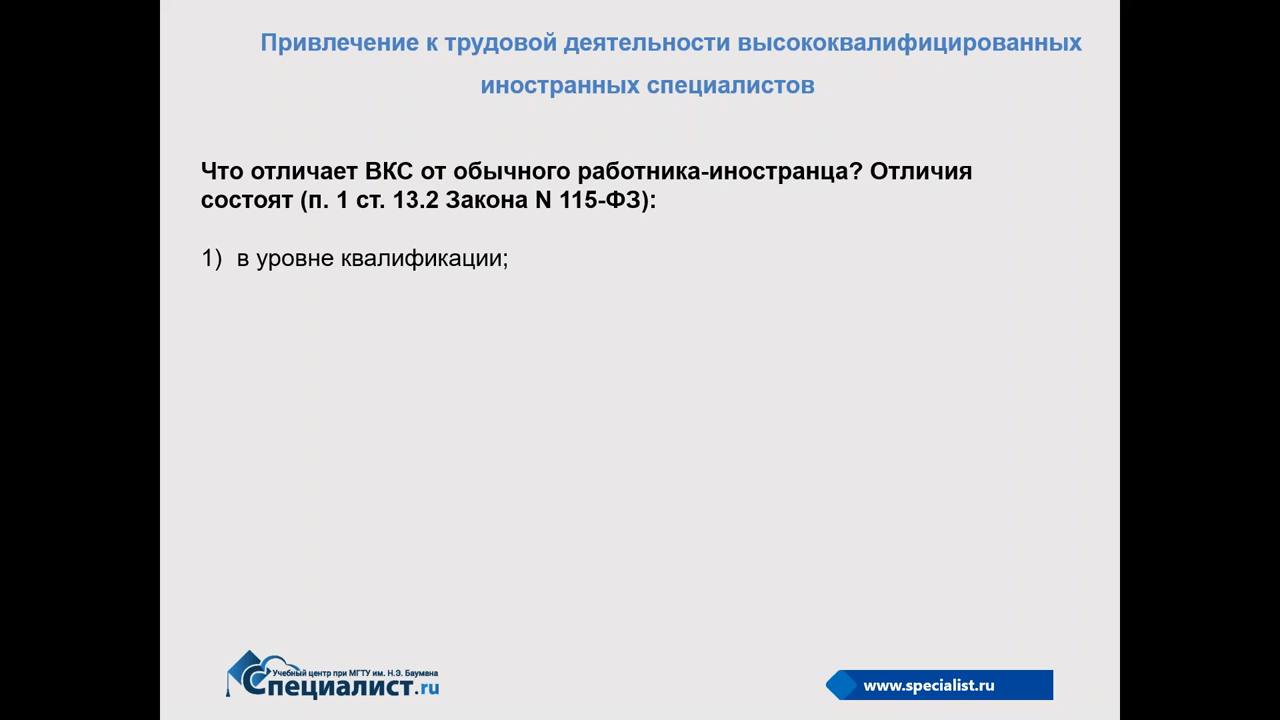 Привлечение к трудовой деятельности высококвалифицированных
иностранных специалистов
Что отличает ВКС от обычного работника-иностранца? Отличия
состоят (п. 1 ст. 13.2 Закона N 115-ФЗ):
1) в уровне квалификации;
Учебный центр при МГТУ им. Н.Э. Баумана
Специалист.ru
www.specialist.ru